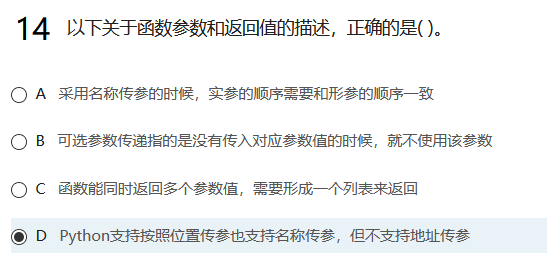 14 以下关于函数参数和返回值的描述，正确的是( )。
A 采用名称传参的时候，实参的顺序需要和形参的顺序一致
B 可选参数传递指的是没有传入对应参数值的时候，就不使用该参数
C 函数能同时返回多个参数值，需要形成一个列表来返回
D Python支持按照位置传参也支持名称传参，但不支持地址传参